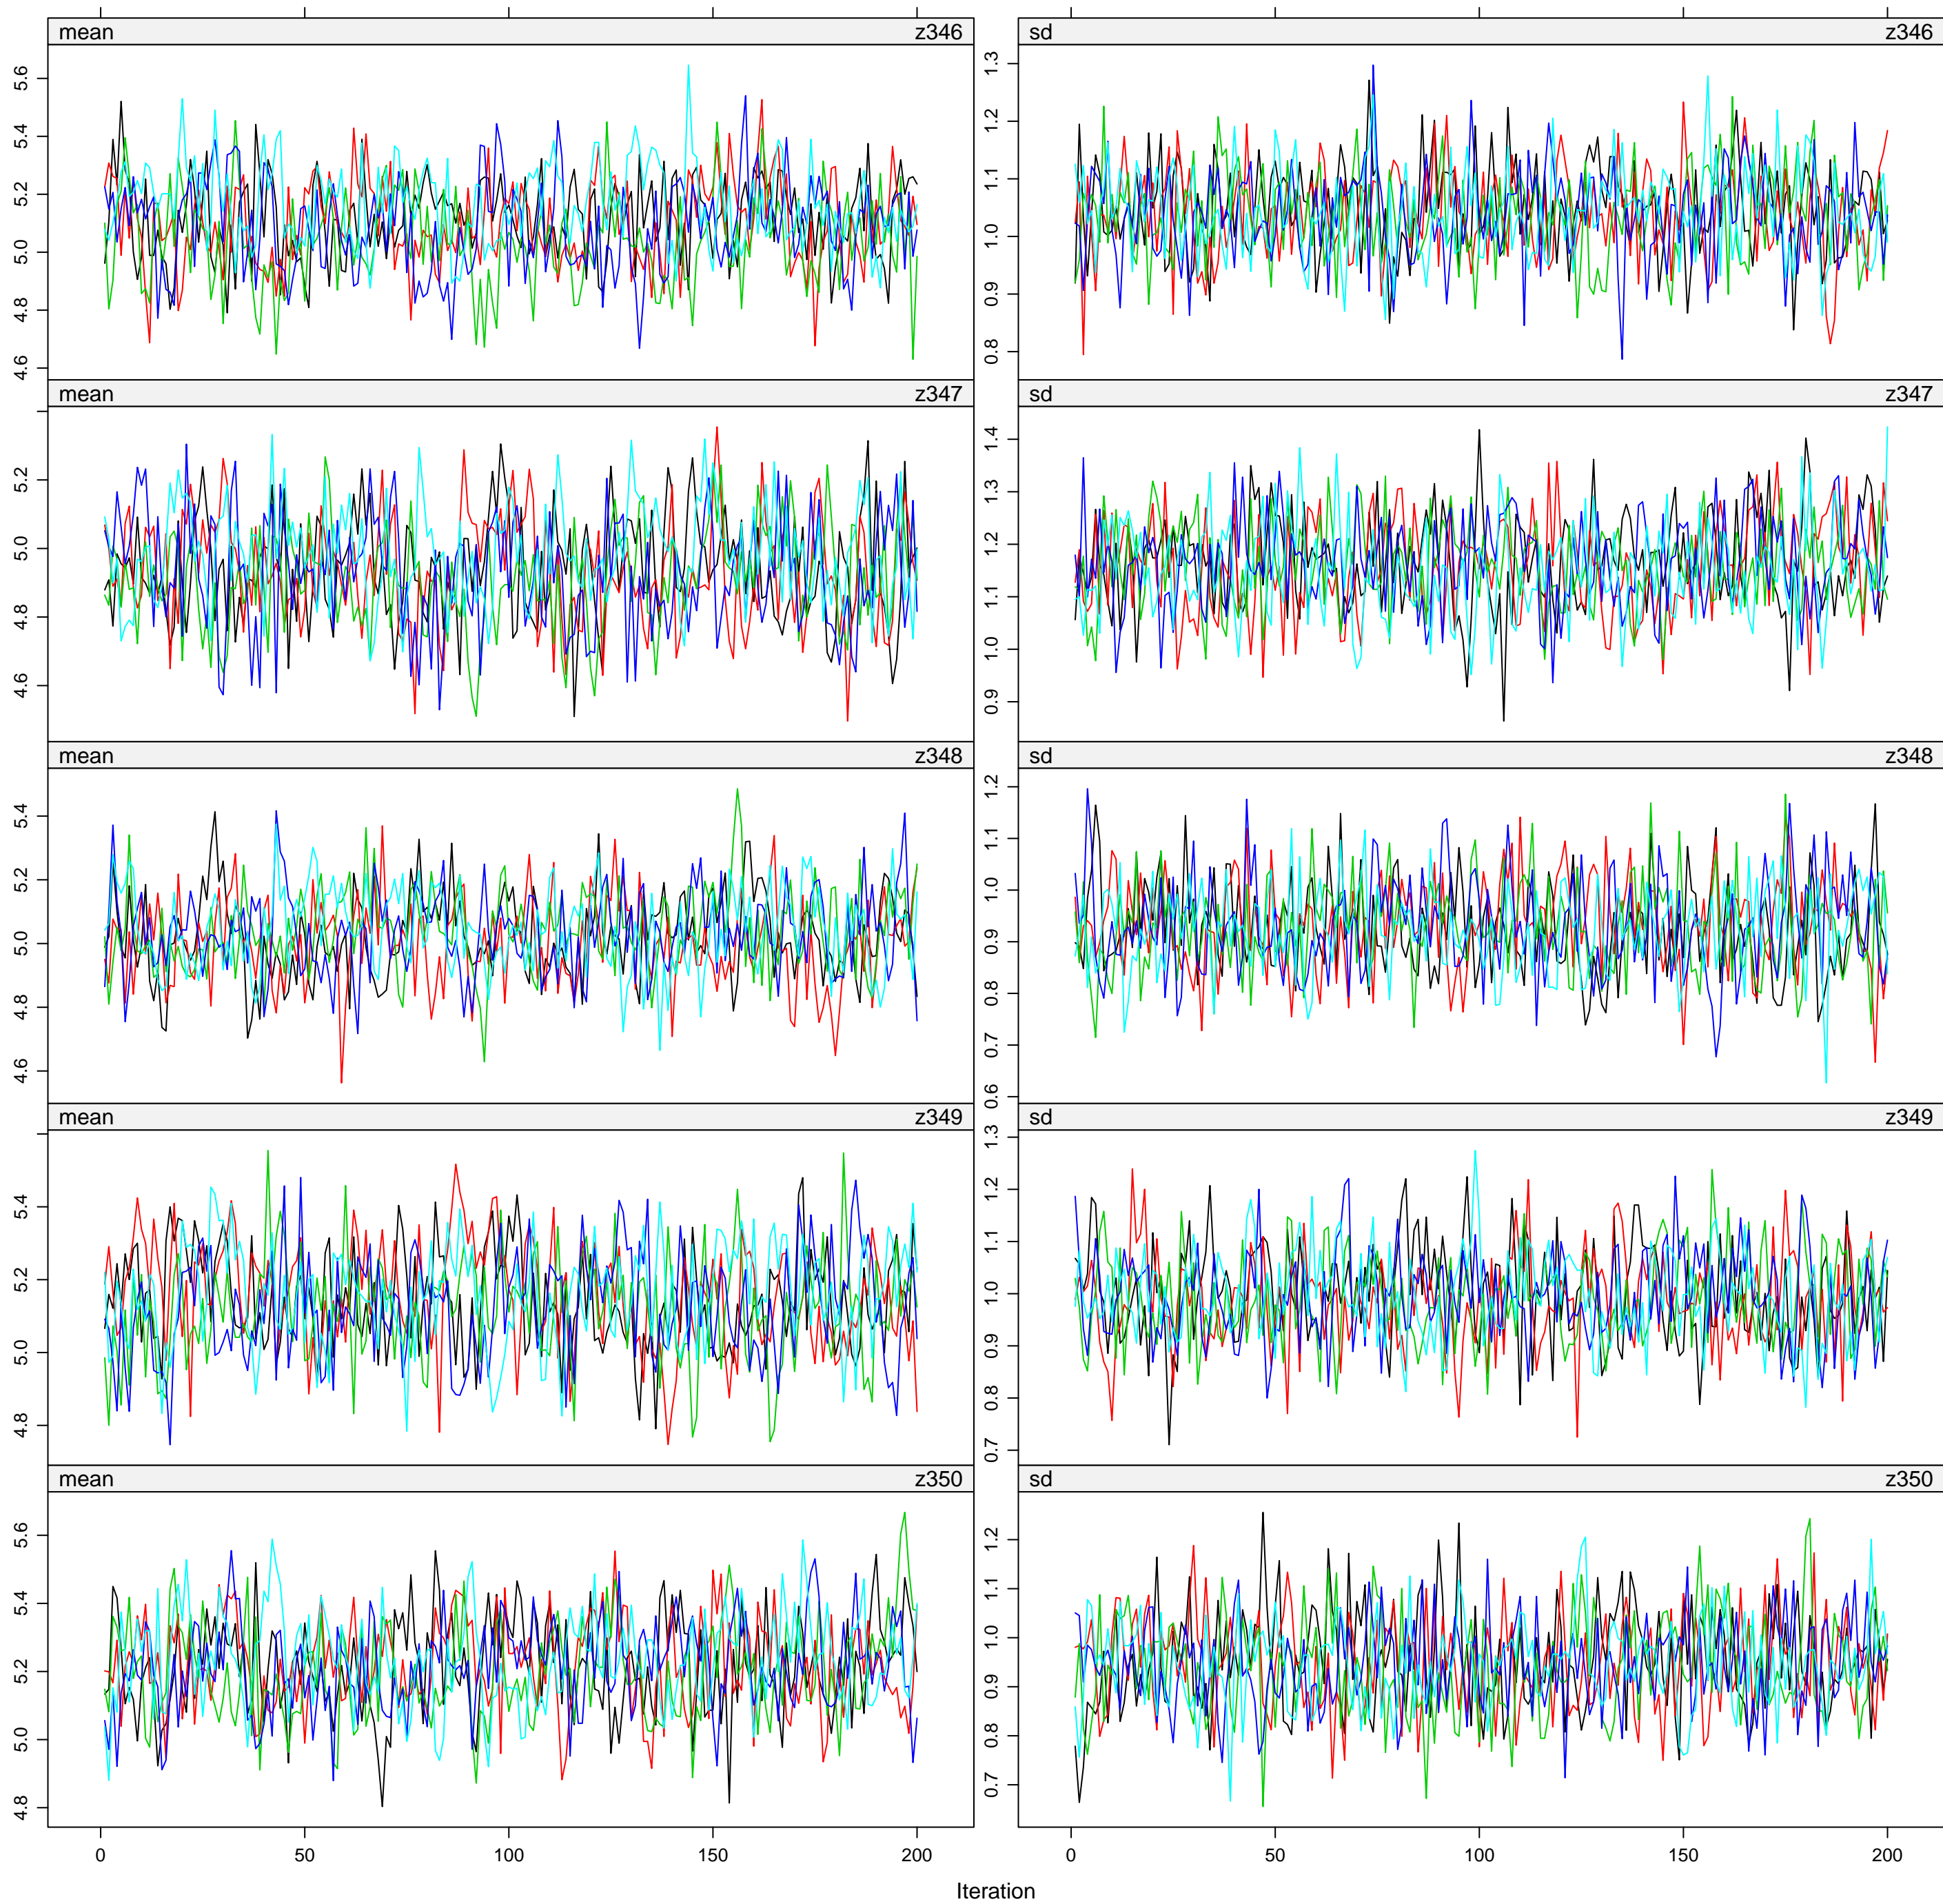 mean z346 sd z346
4.6 4.8 5.0 5.2 5.4 5.6
0.8 0.9 1.0 1.1 1.2 1.3
mean z347 sd z347
4.6 4.8 5.0 5.2
0.9 1.0 1.1 1.2 1.3 1.4
mean z348 sd z348
4.6 4.8 5.0 5.2 5.4
0.6 0.7 0.8 0.9 1.0 1.1 1.2
mean z349 sd z349
4.8 5.0 5.2 5.4
0.7 0.8 0.9 1.0 1.1 1.2 1.3
mean z350 sd z350
4.8 5.0 5.2 5.4 5.6
0.7 0.8 0.9 1.0 1.1 1.2
0 50 100 150 200 0 50 100 150 200
Iteration